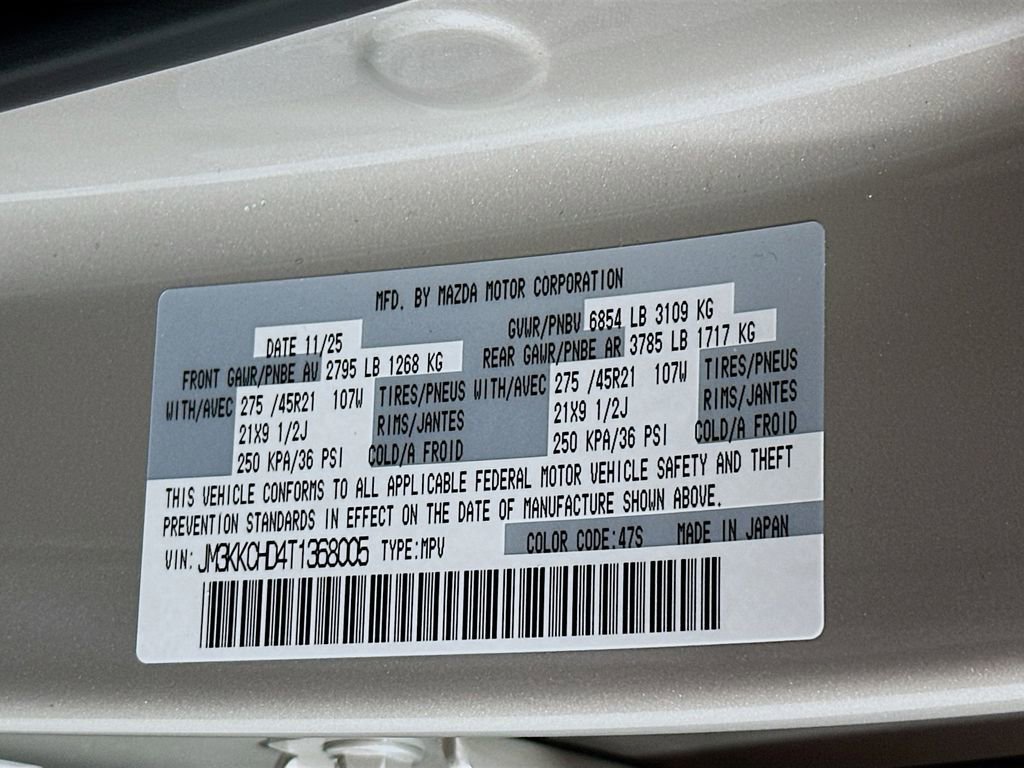 MFD. BY MAZDA MOTOR CORPORATION
DATE 11/25
GVWR/PNBV 6854 LB 3109 KG
FRONT GAWR/PNBE AV 2795 LB 1268 KG
REAR GAWR/PNBE AR 3785 LB 1717 KG
WITH/AVEC 275 /45R21 107W TIRES/PNEUS
WITH/AVEC 275 /45R21 107W TIRES/PNEUS
21X9 1/2J RIMS/JANTES
21X9 1/2J RIMS/JANTES
250 KPA/36 PSI COLD/A FROID
250 KPA/36 PSI COLD/A FROID
THIS VEHICLE CONFORMS TO ALL APPLICABLE FEDERAL MOTOR VEHICLE SAFETY AND THEFT
PREVENTION STANDARDS IN EFFECT ON THE DATE OF MANUFACTURE SHOWN ABOVE.
VIN: JM3KKCHD4T1368005 TYPE:MPV
COLOR CODE:47S MADE IN JAPAN